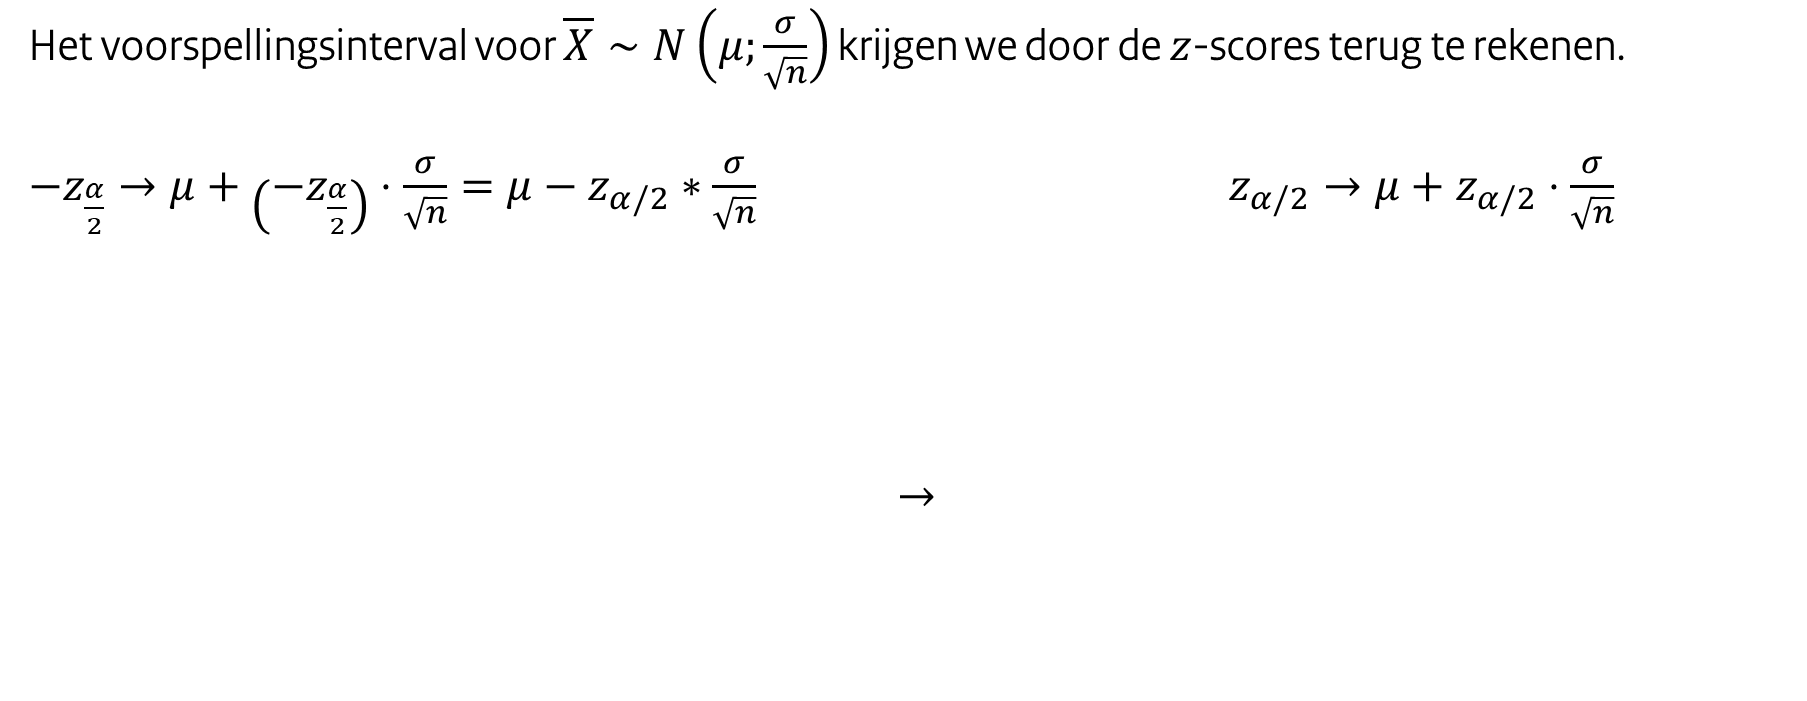 Het voorspellingsinterval voor X̅ ~ N (μ; σ/√n) krijgen we door de z-scores terug te rekenen.
−z_{α/2} → μ + (−z_{α/2}) · σ/√n = μ − z_{α/2} * σ/√n z_{α/2} → μ + z_{α/2} · σ/√n
→